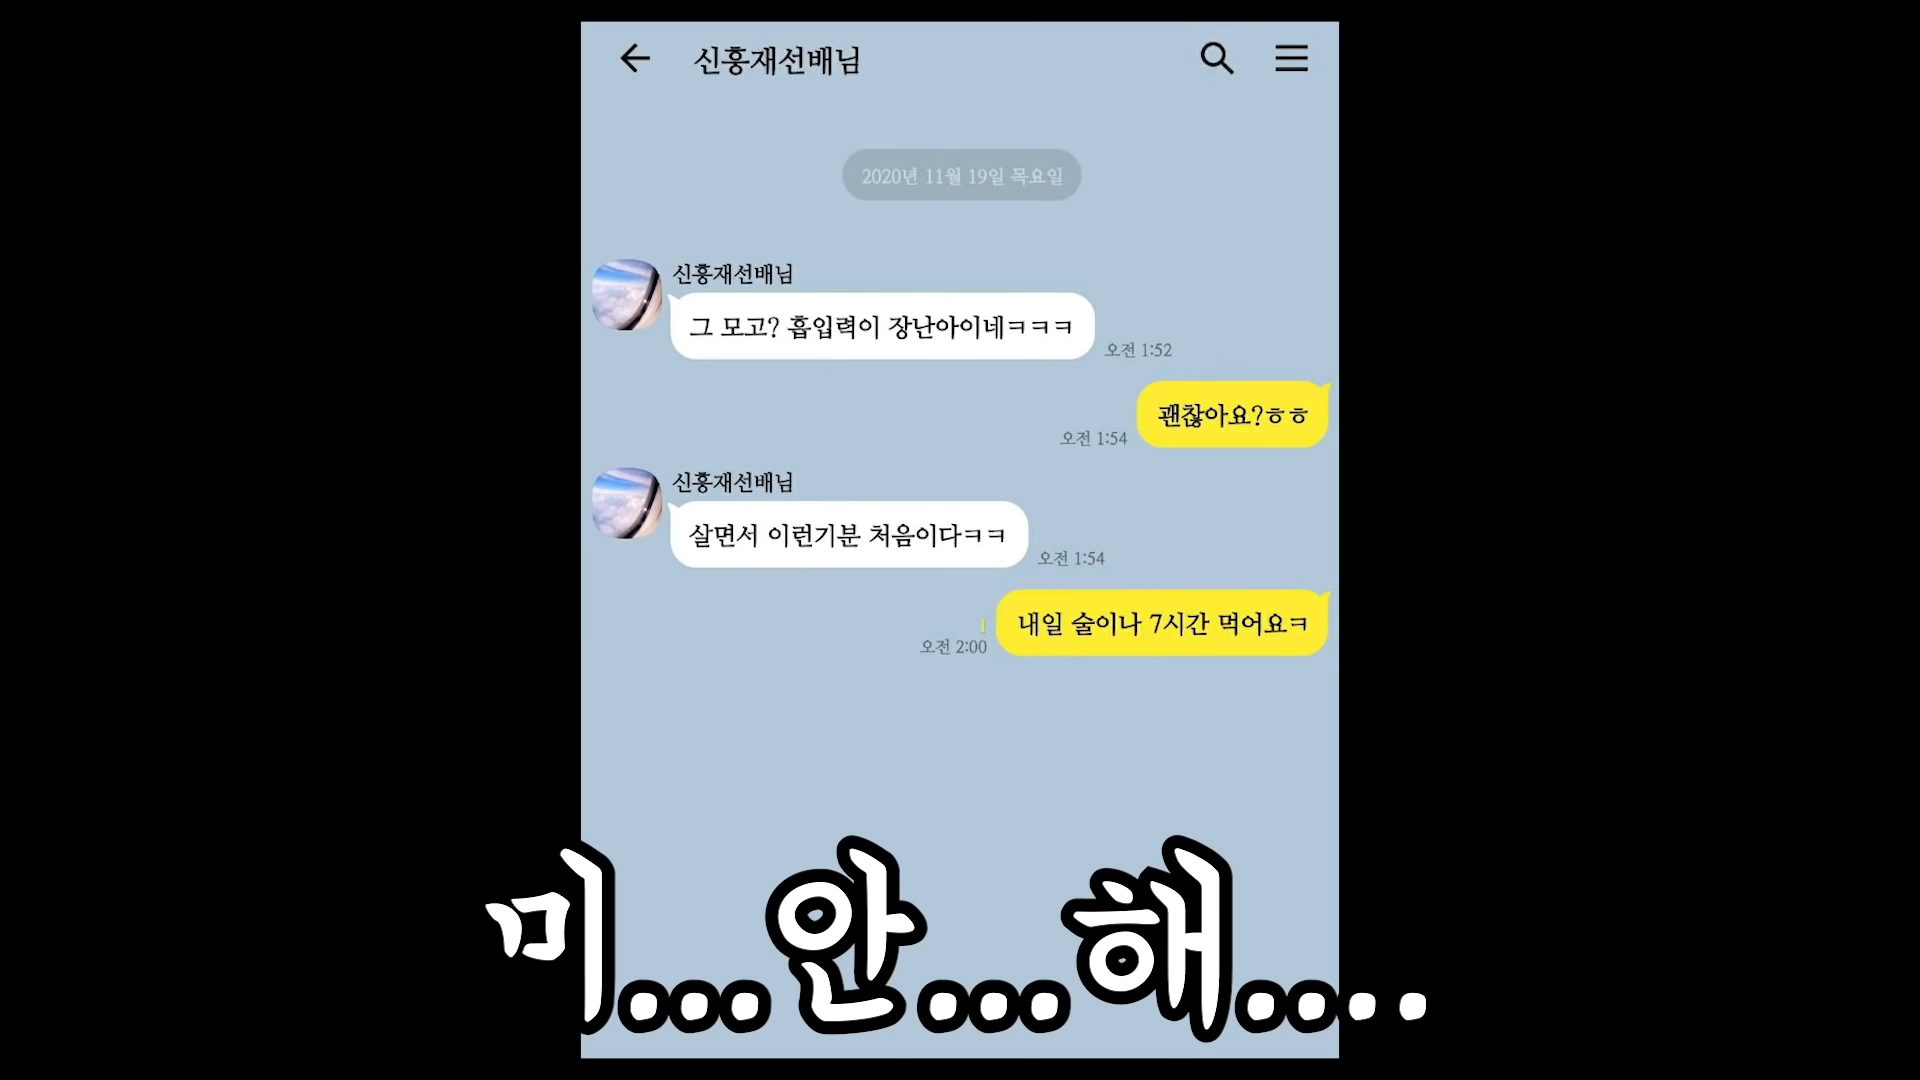 신흥재선배님
2020년 11월 19일 목요일
신흥재선배님
그 모고? 흡입력이 장난아이네ㅋㅋㅋ
오전 1:52
괜찮아요?ㅎㅎ
오전 1:54
신흥재선배님
살면서 이런기분 처음이다ㅋㅋ
오전 1:54
내일 술이나 7시간 먹어요ㅋ
1
오전 2:00
미...안...해....